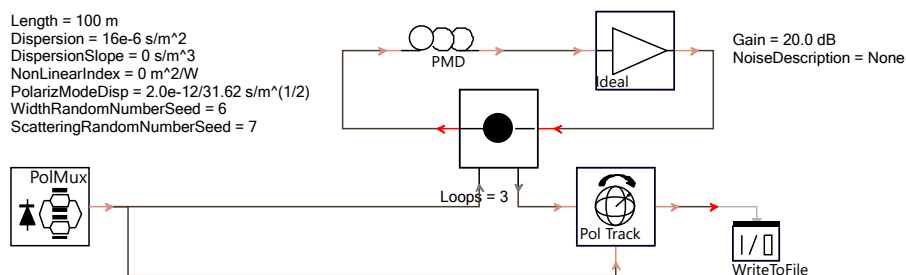 Length = 100 m
Dispersion = 16e-6 s/m^2
DispersionSlope = 0 s/m^3
NonLinearIndex = 0 m^2/W
PolarizModeDisp = 2.0e-12/31.62 s/m^(1/2)
WidthRandomNumberSeed = 6
ScatteringRandomNumberSeed = 7
PMD
Ideal
Gain = 20.0 dB
NoiseDescription = None
PolMux
Loops = 3
Pol Track
I/0
WriteToFile